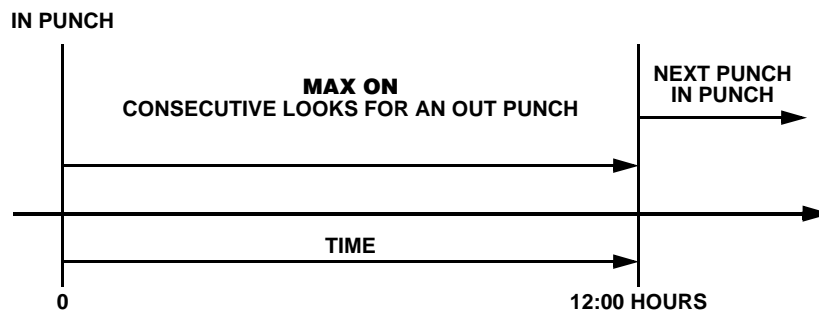 IN PUNCH
MAX ON
CONSECUTIVE LOOKS FOR AN OUT PUNCH
NEXT PUNCH
IN PUNCH
TIME
0
12:00 HOURS